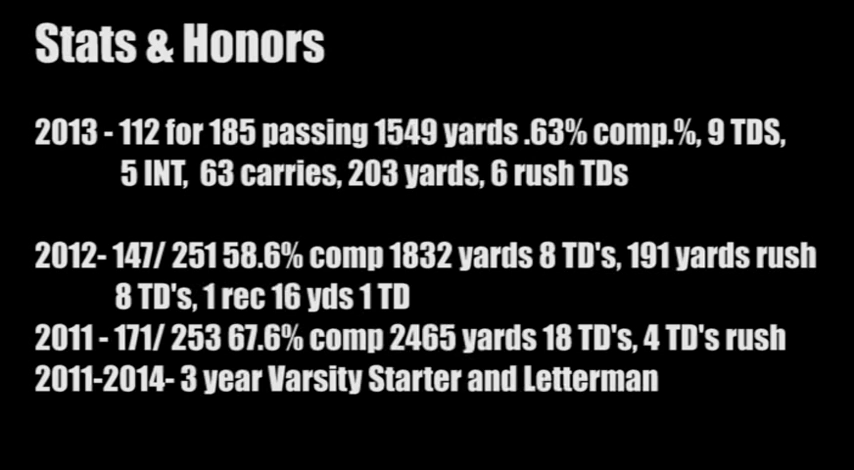 Stats & Honors
2013 - 112 for 185 passing 1549 yards .63% comp.%, 9 TDS,
5 INT, 63 carries, 203 yards, 6 rush TDs
2012- 147/ 251 58.6% comp 1832 yards 8 TD's, 191 yards rush
8 TD's, 1 rec 16 yds 1 TD
2011 - 171/ 253 67.6% comp 2465 yards 18 TD's, 4 TD's rush
2011-2014- 3 year Varsity Starter and Letterman